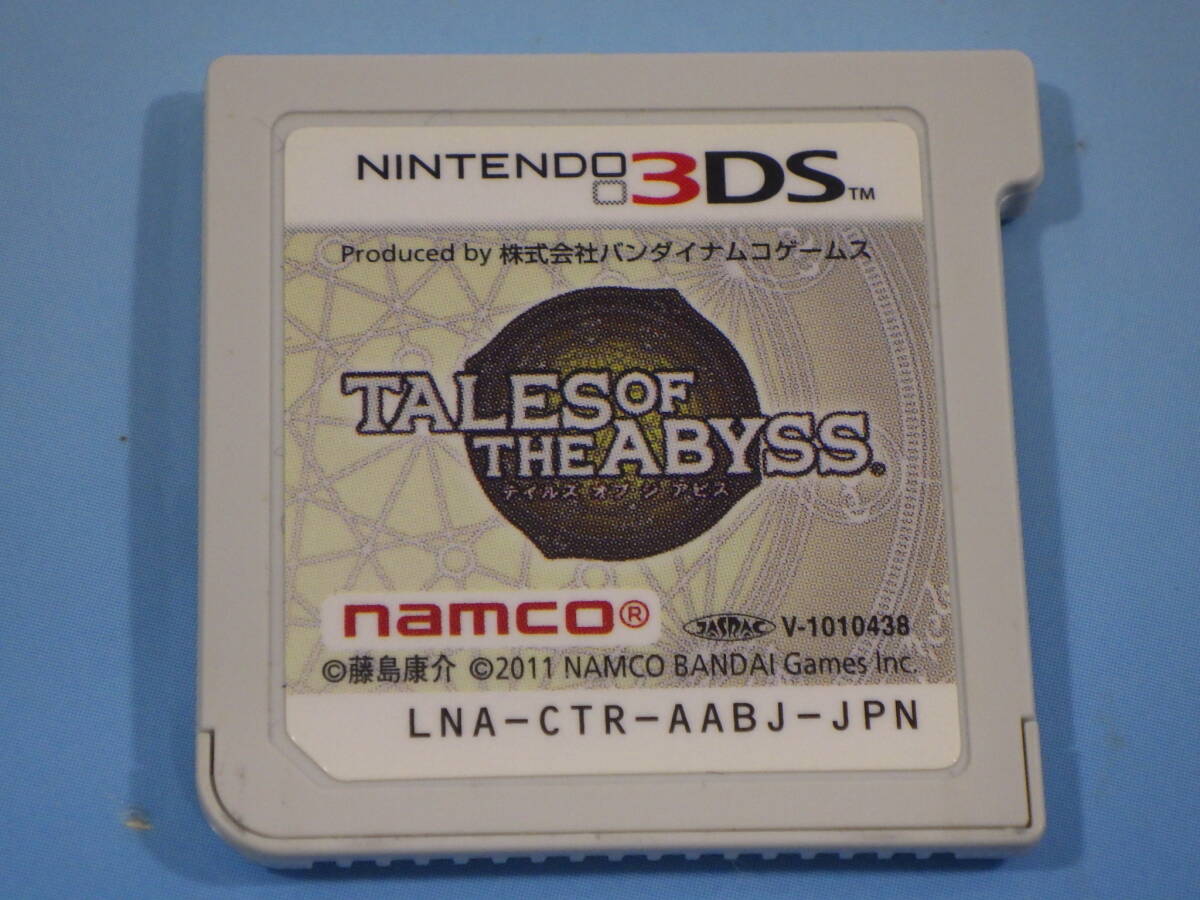 NINTENDO 3DS™
Produced by 株式会社バンダイナムコゲームス
TALES OF
THE ABYSS.
テイルズ オブ ジ アビス
namco®
JASRAC V-1010438
©藤島康介 ©2011 NAMCO BANDAI Games Inc.
LNA-CTR-AABJ-JPN